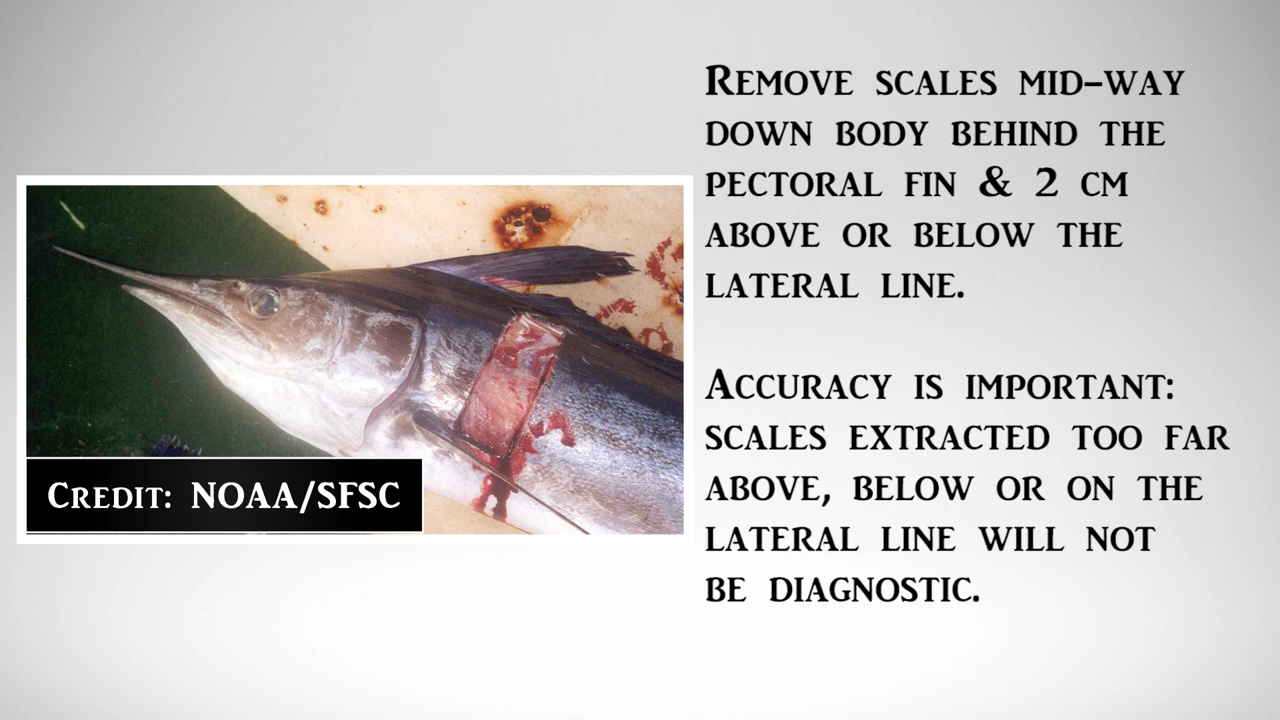 Remove scales mid-way
down body behind the
pectoral fin & 2 cm
above or below the
lateral line.
Accuracy is important:
scales extracted too far
above, below or on the
lateral line will not
be diagnostic.
Credit: NOAA/SFSC